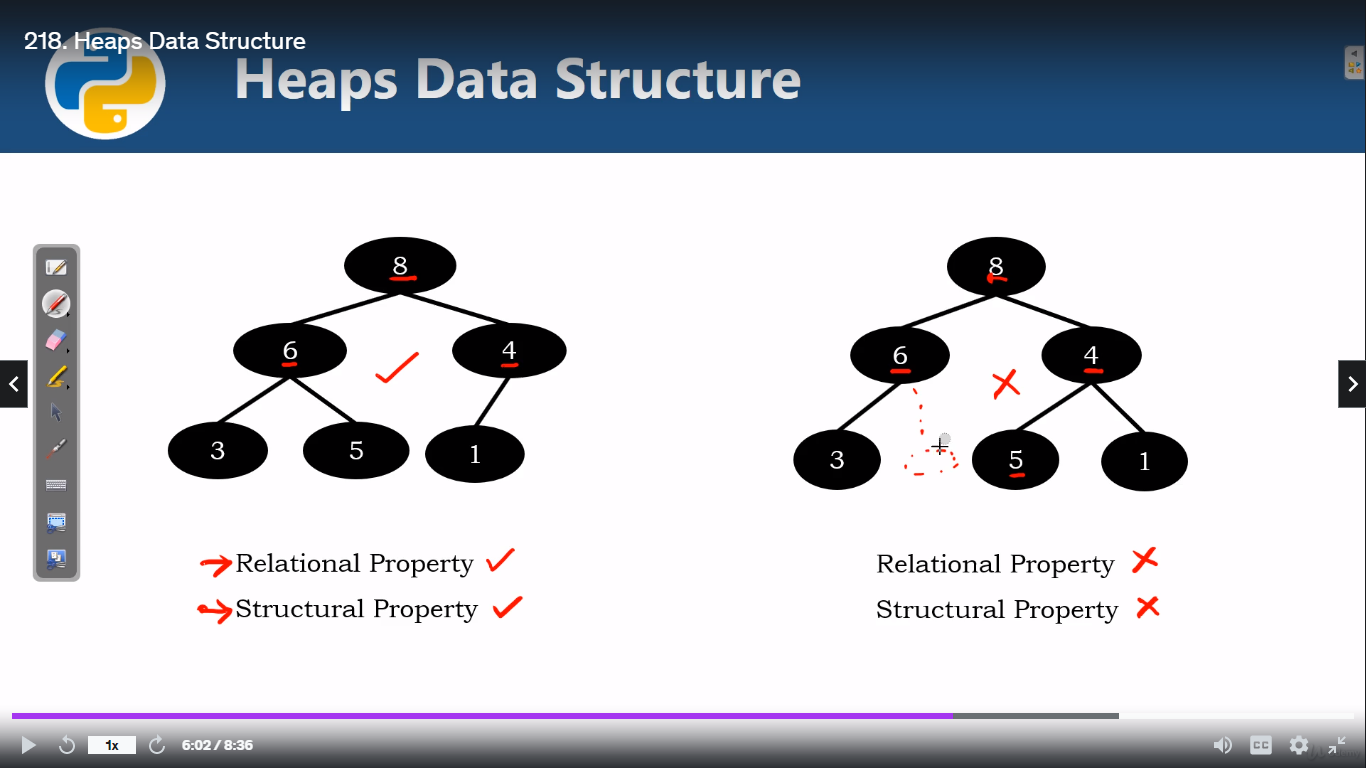 218. Heaps Data Structure
Heaps Data Structure
8
8
6
4
6
4
3
5
1
3
5
1
Relational Property
Relational Property
Structural Property
Structural Property
1x
6:02 / 8:36
CC